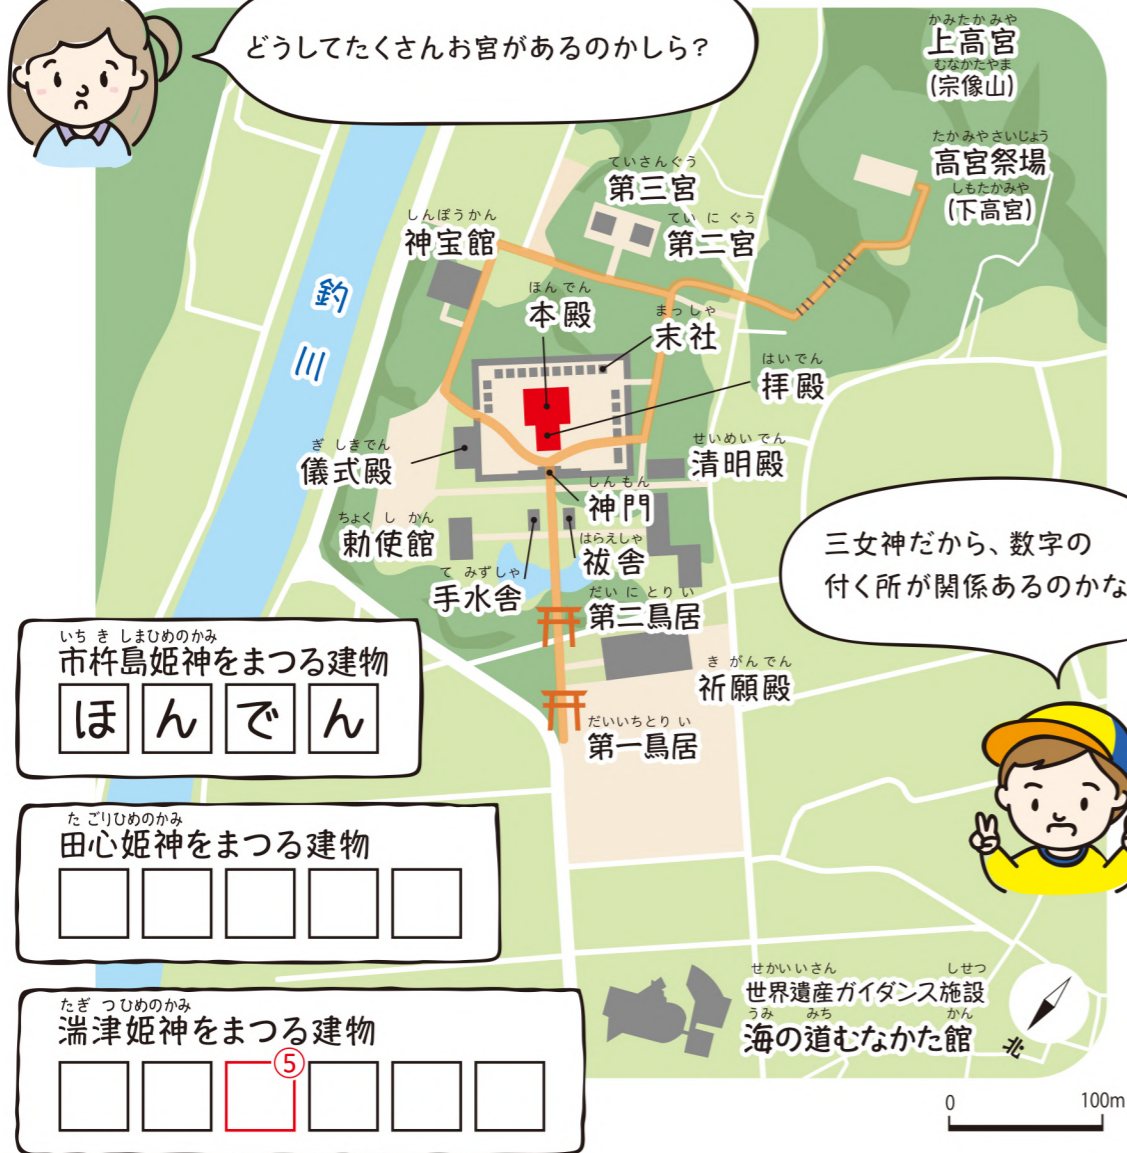 どうしてたくさんお宮があるのかしら?
かみたかみや
上高宮
むなかたやま
(宗像山)
たかみやさいじょう
高宮祭場
しもたかみや
(下高宮)
ていさんぐう
第三宮
ていにぐう
第二宮
しんぽうかん
神宝館
釣川
ほんでん
本殿
まっしゃ
末社
はいでん
拝殿
ぎしきでん
儀式殿
せいめいでん
清明殿
しんもん
神門
ちょくしかん
勅使館
はらえしゃ
祓舎
てみずしゃ
手水舎
だいにとりい
第二鳥居
きがんでん
祈願殿
だいいちとりい
第一鳥居
三女神だから、数字の
付く所が関係あるのかな
いちきしまひめのかみ
市杵島姫神をまつる建物
ほんでん
たごりひめのかみ
田心姫神をまつる建物
たぎつひめのかみ
湍津姫神をまつる建物
⑤
せかいいさん しせつ
世界遺産ガイダンス施設
うみ みち かん
海の道むなかた館
北
0 100m